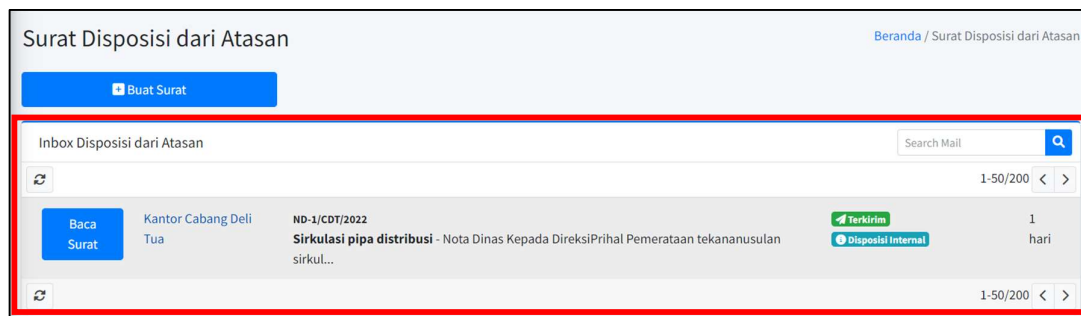 Surat Disposisi dari Atasan
Beranda / Surat Disposisi dari Atasan
Buat Surat
Inbox Disposisi dari Atasan
Search Mail
1-50/200
Baca Surat
Kantor Cabang Deli Tua
ND-1/CDT/2022
Sirkulasi pipa distribusi - Nota Dinas Kepada DireksiPrihal Pemerataan tekananusulan
sirkul...
Terkirim
Disposisi Internal
1 hari
1-50/200